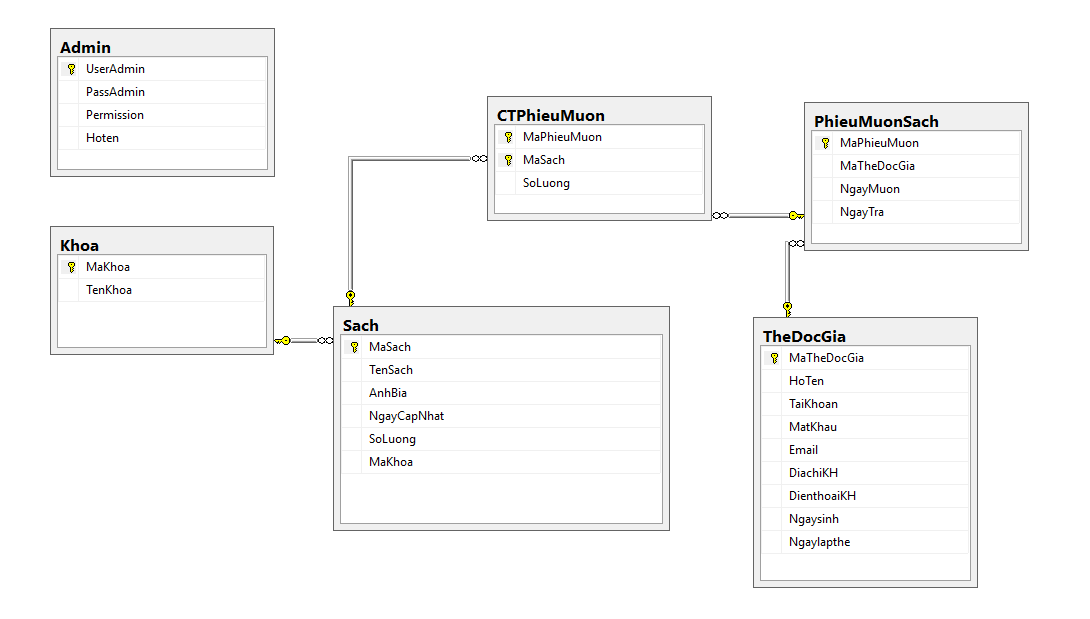 Admin
UserAdmin
PassAdmin
Permission
Hoten
Khoa
MaKhoa
TenKhoa
CTPhieuMuon
MaPhieuMuon
MaSach
SoLuong
PhieuMuonSach
MaPhieuMuon
MaTheDocGia
NgayMuon
NgayTra
Sach
MaSach
TenSach
AnhBia
NgayCapNhat
SoLuong
MaKhoa
TheDocGia
MaTheDocGia
HoTen
TaiKhoan
MatKhau
Email
DiachiKH
DienthoaiKH
Ngaysinh
Ngaylapthe